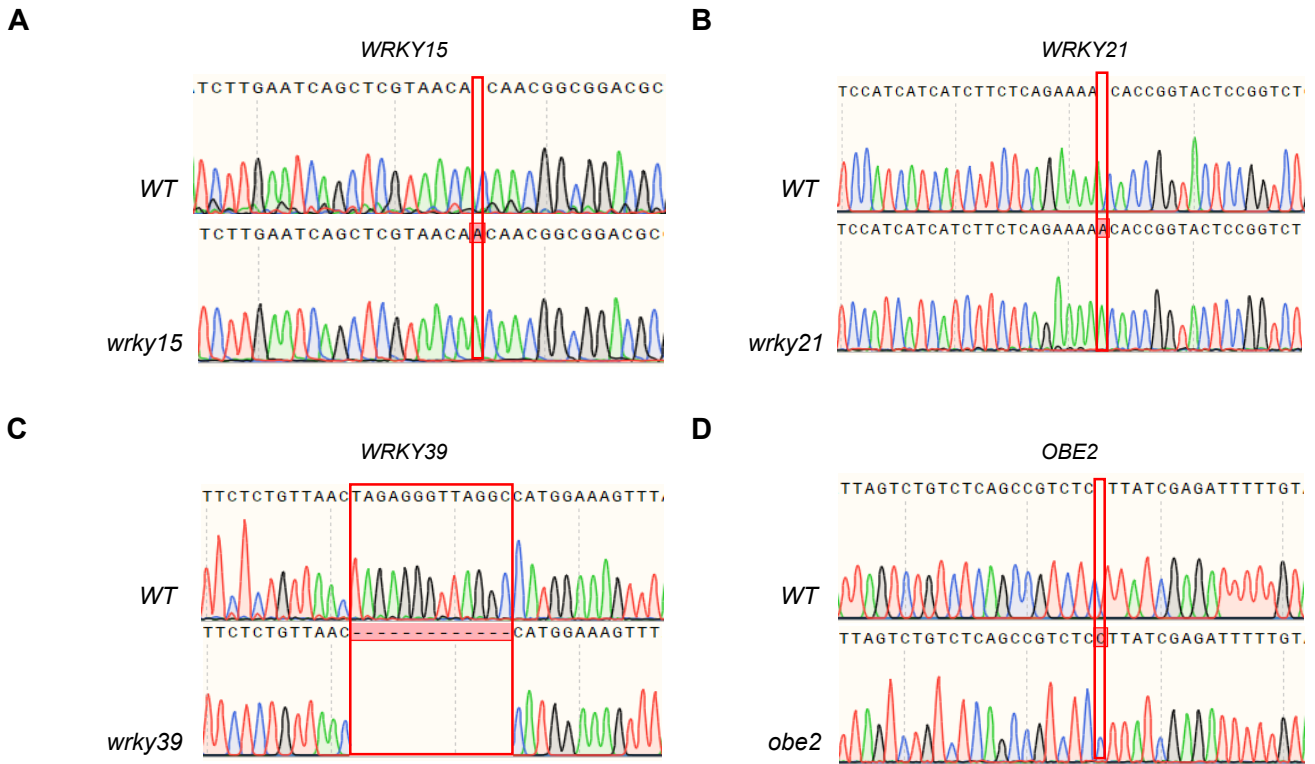 A
B
WRKY15
WRKY21
.TCTTGAATCAGCTCGTAACA CAACGGCGGACGC
TCCATCATCATCTTCTCAGAAAA CACCGGTACTCCGGTCT
WT
WT
TCTTGAATCAGCTCGTAACAACAACGGCGGACGC
TCCATCATCATCTTCTCAGAAAAACACCGGTACTCCGGTCT
wrky15
wrky21
C
D
WRKY39
OBE2
TTCTCTGTTAACTAGAGGGTTAGGCCATGGAAAGTTTA
TTAGTCTGTCTCAGCCGTCTC TTATCGAGATTTTTGT
WT
WT
TTCTCTGTTAAC-------------CATGGAAAGTTT
TTAGTCTGTCTCAGCCGTCTCCTTATCGAGATTTTTGT
wrky39
obe2